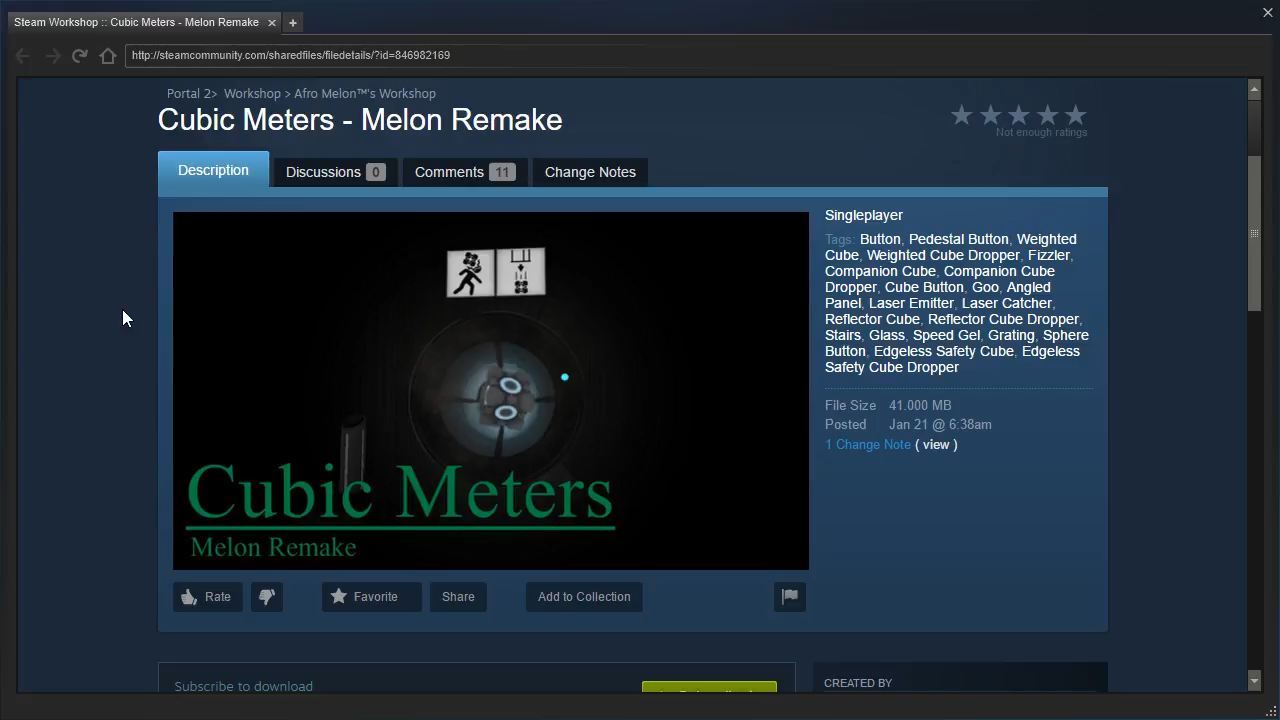 Steam Workshop :: Cubic Meters - Melon Remake
http://steamcommunity.com/sharedfiles/filedetails/?id=846982169
Portal 2> Workshop > Afro Melon™'s Workshop
Cubic Meters - Melon Remake
Not enough ratings
Description
Discussions 0
Comments 11
Change Notes
Cubic Meters
Melon Remake
Singleplayer
Tags: Button, Pedestal Button, Weighted
Cube, Weighted Cube Dropper, Fizzler,
Companion Cube, Companion Cube
Dropper, Cube Button, Goo, Angled
Panel, Laser Emitter, Laser Catcher,
Reflector Cube, Reflector Cube Dropper,
Stairs, Glass, Speed Gel, Grating, Sphere
Button, Edgeless Safety Cube, Edgeless
Safety Cube Dropper
File Size 41.000 MB
Posted Jan 21 @ 6:38am
1 Change Note ( view )
Rate
Favorite
Share
Add to Collection
Subscribe to download
CREATED BY